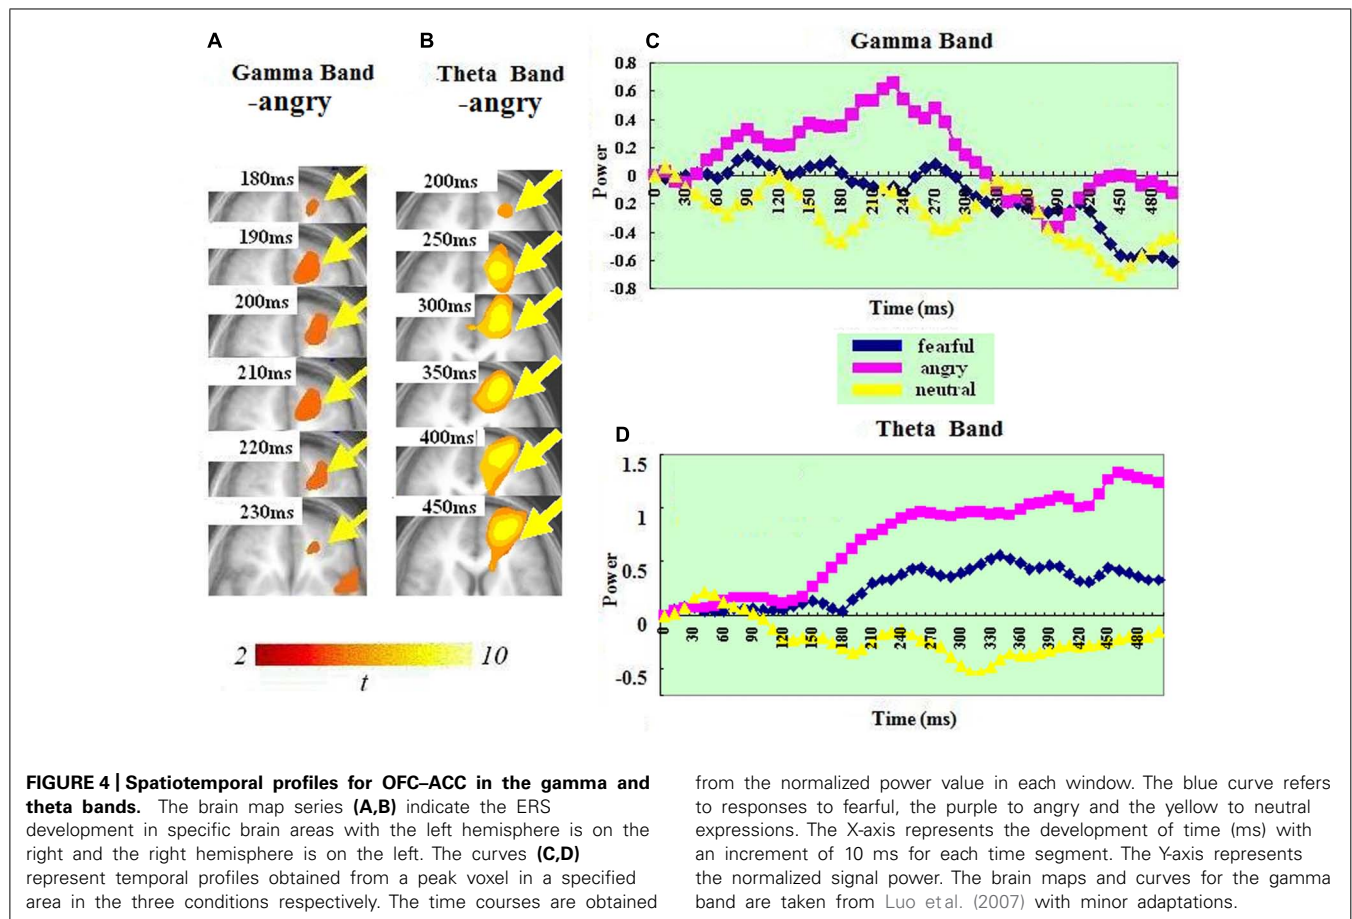 A
Gamma Band
-angry
180ms
190ms
200ms
210ms
220ms
230ms
B
Theta Band
-angry
200ms
250ms
300ms
350ms
400ms
450ms
2
10
t
C
Gamma Band
0.8
0.6
0.4
0.2
0
0.2
-0.4
-0.6
-0.8
Power
0 30 60 90 120 150 180 210 240 270 300 330 360 390 420 450 480
Time (ms)
fearful
angry
neutral
D
Theta Band
1.5
1
0.5
0
-0.5
Power
0 30 60 90 120 150 180 210 240 270 300 330 360 390 420 450 480
Time (ms)
FIGURE 4 | Spatiotemporal profiles for OFC–ACC in the gamma and
theta bands. The brain map series (A,B) indicate the ERS
development in specific brain areas with the left hemisphere is on the
right and the right hemisphere is on the left. The curves (C,D)
represent temporal profiles obtained from a peak voxel in a specified
area in the three conditions respectively. The time courses are obtained
from the normalized power value in each window. The blue curve refers
to responses to fearful, the purple to angry and the yellow to neutral
expressions. The X-axis represents the development of time (ms) with
an increment of 10 ms for each time segment. The Y-axis represents
the normalized signal power. The brain maps and curves for the gamma
band are taken from Luo et al. (2007) with minor adaptations.